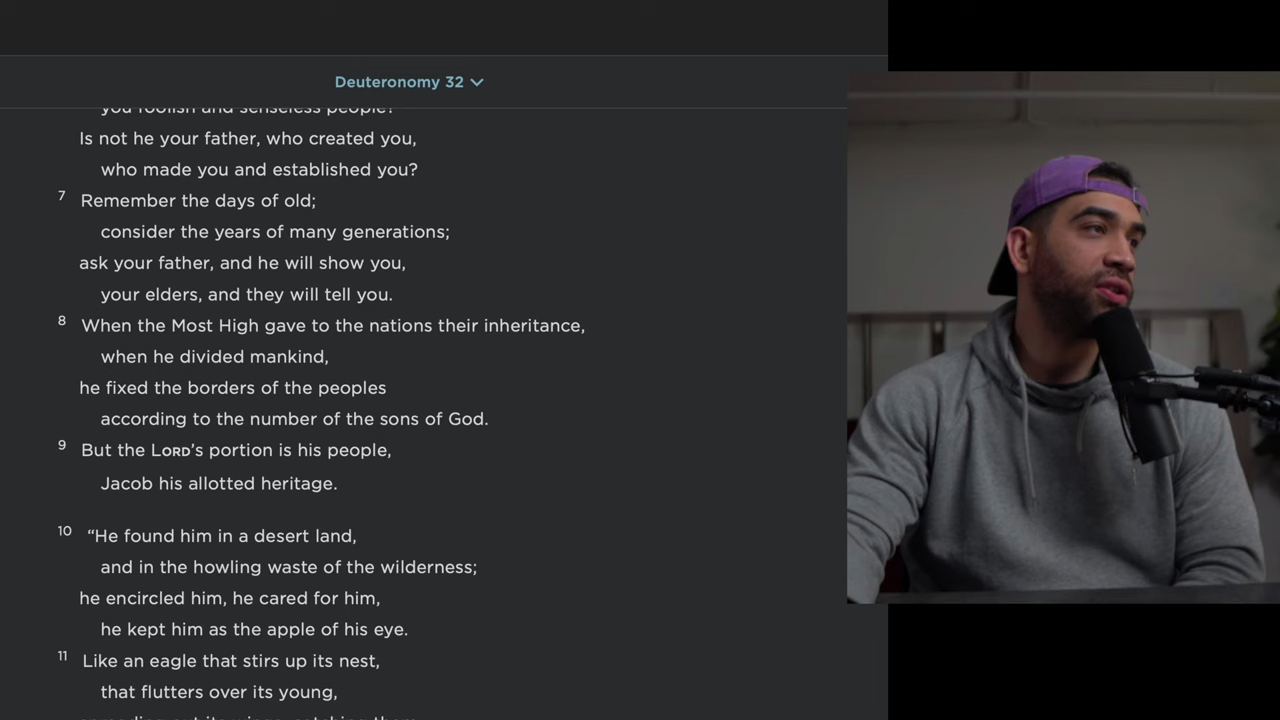 Deuteronomy 32
you foolish and senseless people?
Is not he your father, who created you,
who made you and established you?
7 Remember the days of old;
consider the years of many generations;
ask your father, and he will show you,
your elders, and they will tell you.
8 When the Most High gave to the nations their inheritance,
when he divided mankind,
he fixed the borders of the peoples
according to the number of the sons of God.
9 But the LORD’s portion is his people,
Jacob his allotted heritage.
10 “He found him in a desert land,
and in the howling waste of the wilderness;
he encircled him, he cared for him,
he kept him as the apple of his eye.
11 Like an eagle that stirs up its nest,
that flutters over its young,